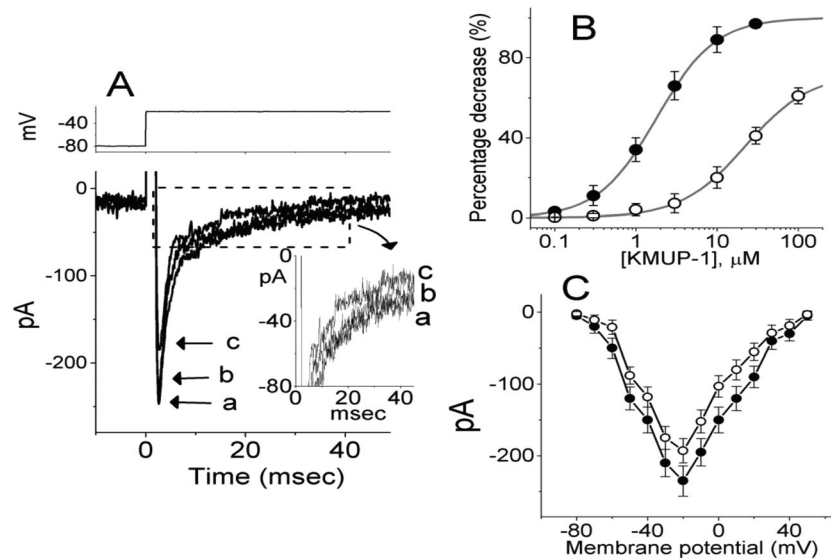 A
mV
-40
-80
0
-50
-100
-150
-200
pA
c
b
a
0
20
40
Time (msec)
0
pA
-40
-80
c
b
a
0
20
40
msec
B
Percentage decrease (%)
80
40
0
0.1
1
10
100
[KMUP-1], μM
C
0
-100
-200
pA
-80
-40
0
40
Membrane potential (mV)